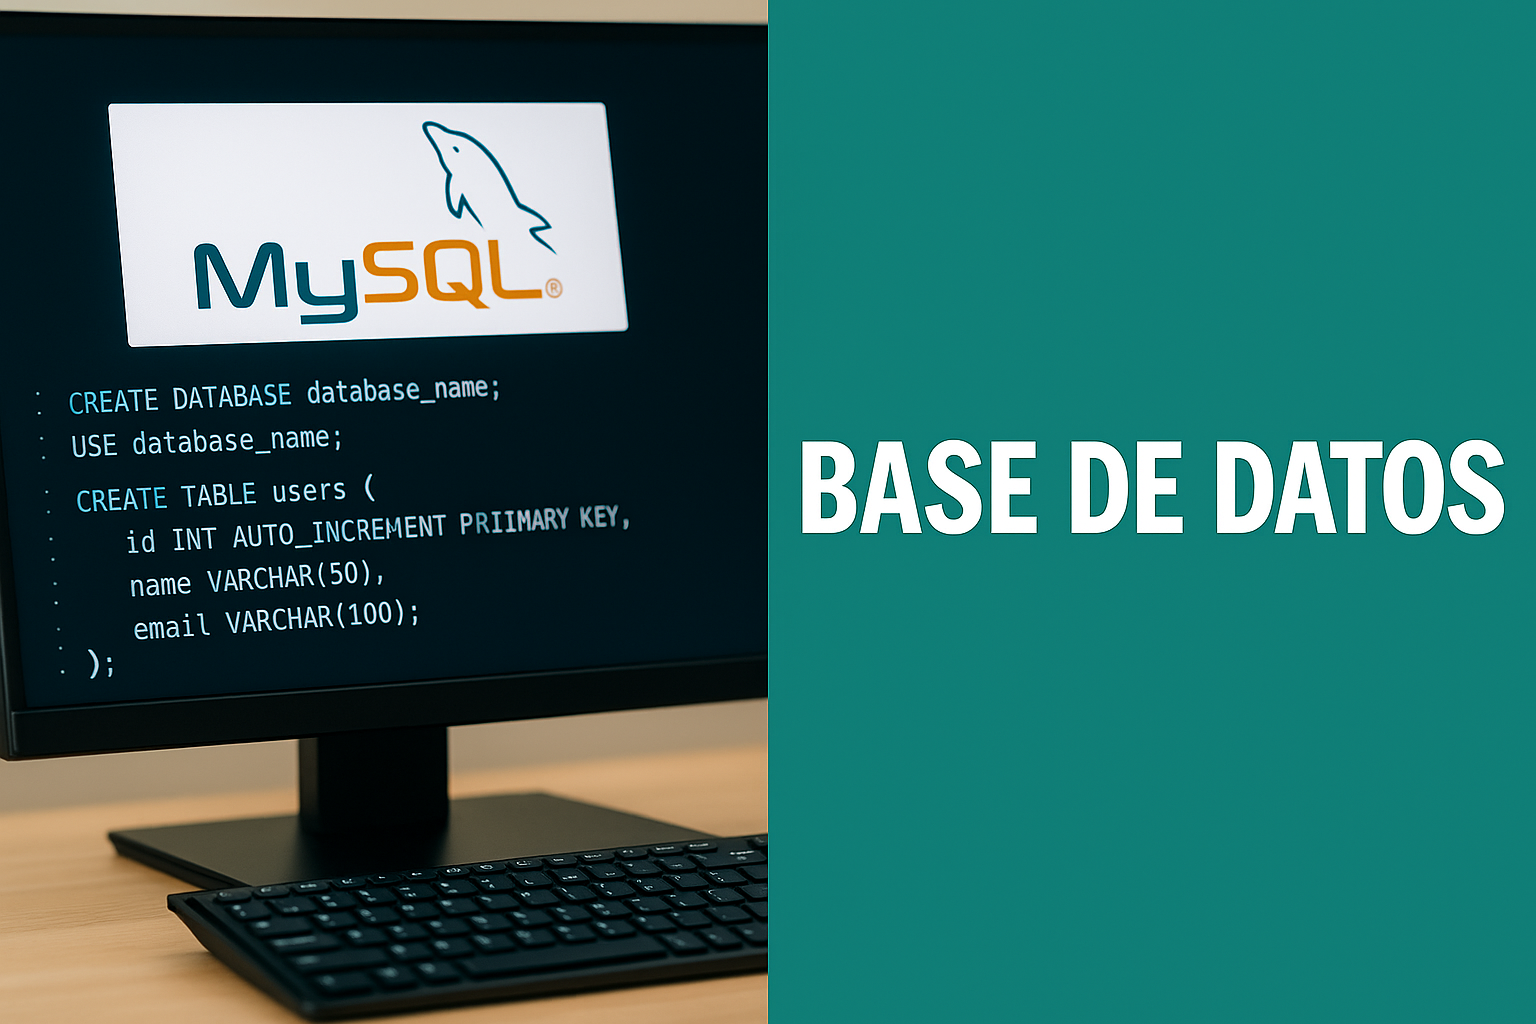 MySQL®
CREATE DATABASE database_name;
USE database_name;
CREATE TABLE users (
id INT AUTO_INCREMENT PRIIMARY KEY,
name VARCHAR(50),
email VARCHAR(100);
);
BASE DE DATOS